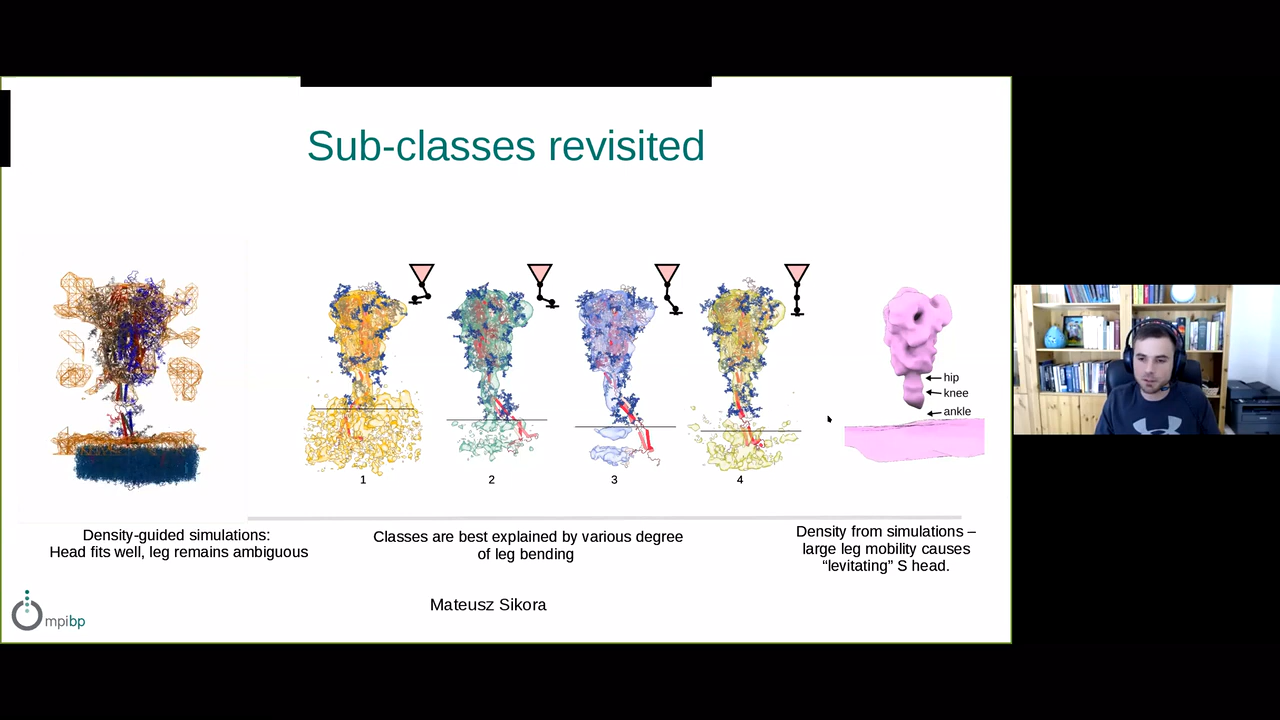 Sub-classes revisited
hip
knee
ankle
1
2
3
4
Density-guided simulations:
Head fits well, leg remains ambiguous
Classes are best explained by various degree
of leg bending
Density from simulations –
large leg mobility causes
“levitating” S head.
Mateusz Sikora
mpibp